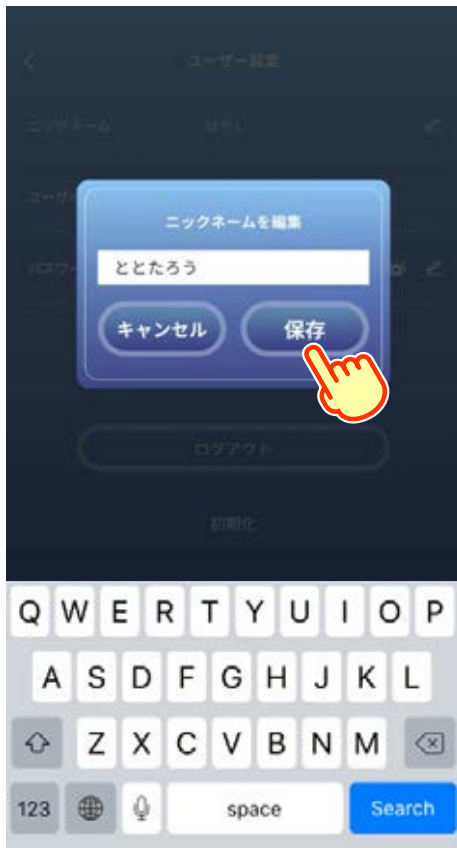 ユーザー設定
ニックネーム
ニックネームを編集
ととたろう
キャンセル 保存
ログアウト
初期化
Q W E R T Y U I O P
A S D F G H J K L
Z X C V B N M
123 space Search